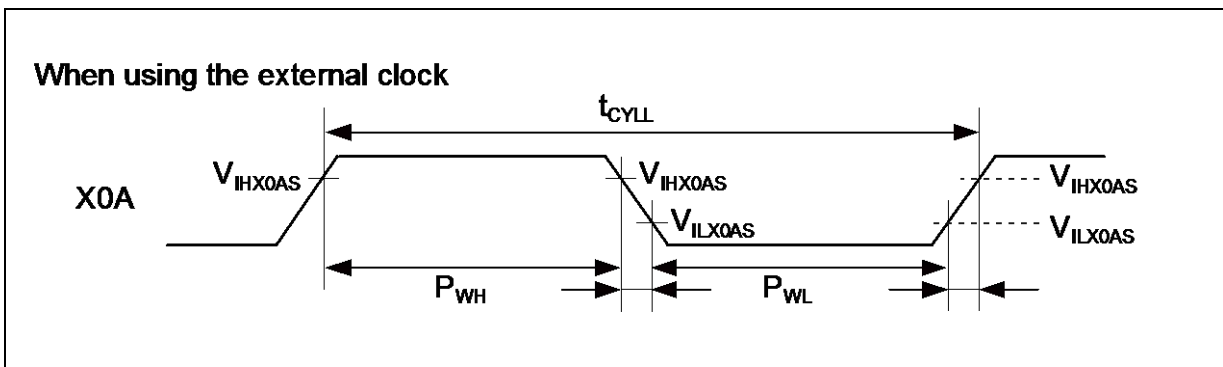 When using the external clock
tCYLL
VIHX0AS
VIHX0AS
VIHX0AS
X0A
VILX0AS
VILX0AS
PWH
PWL